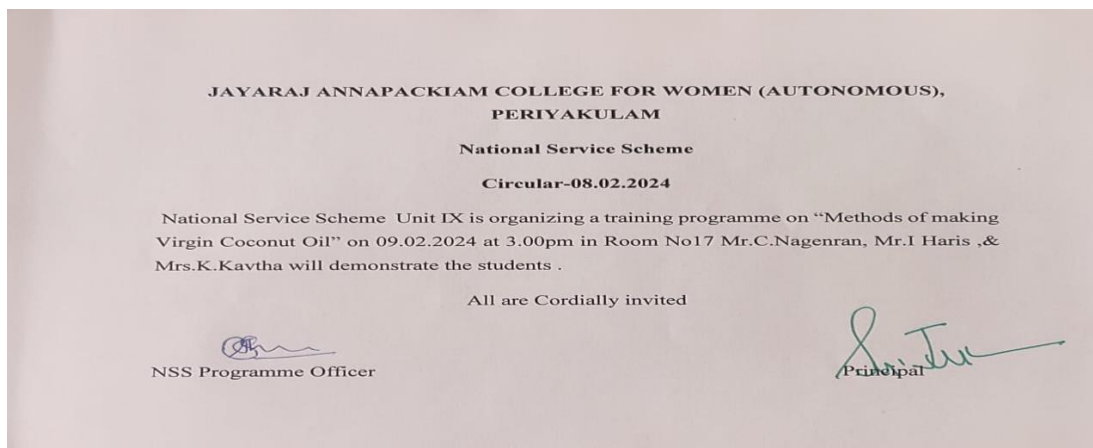 JAYARAJ ANNAPACKIAM COLLEGE FOR WOMEN (AUTONOMOUS),
PERIYAKULAM
National Service Scheme
Circular-08.02.2024
National Service Scheme Unit IX is organizing a training programme on “Methods of making
Virgin Coconut Oil” on 09.02.2024 at 3.00pm in Room No17 Mr.C.Nagenran, Mr.I Haris ,&
Mrs.K.Kavtha will demonstrate the students .
All are Cordially invited
NSS Programme Officer
Principal